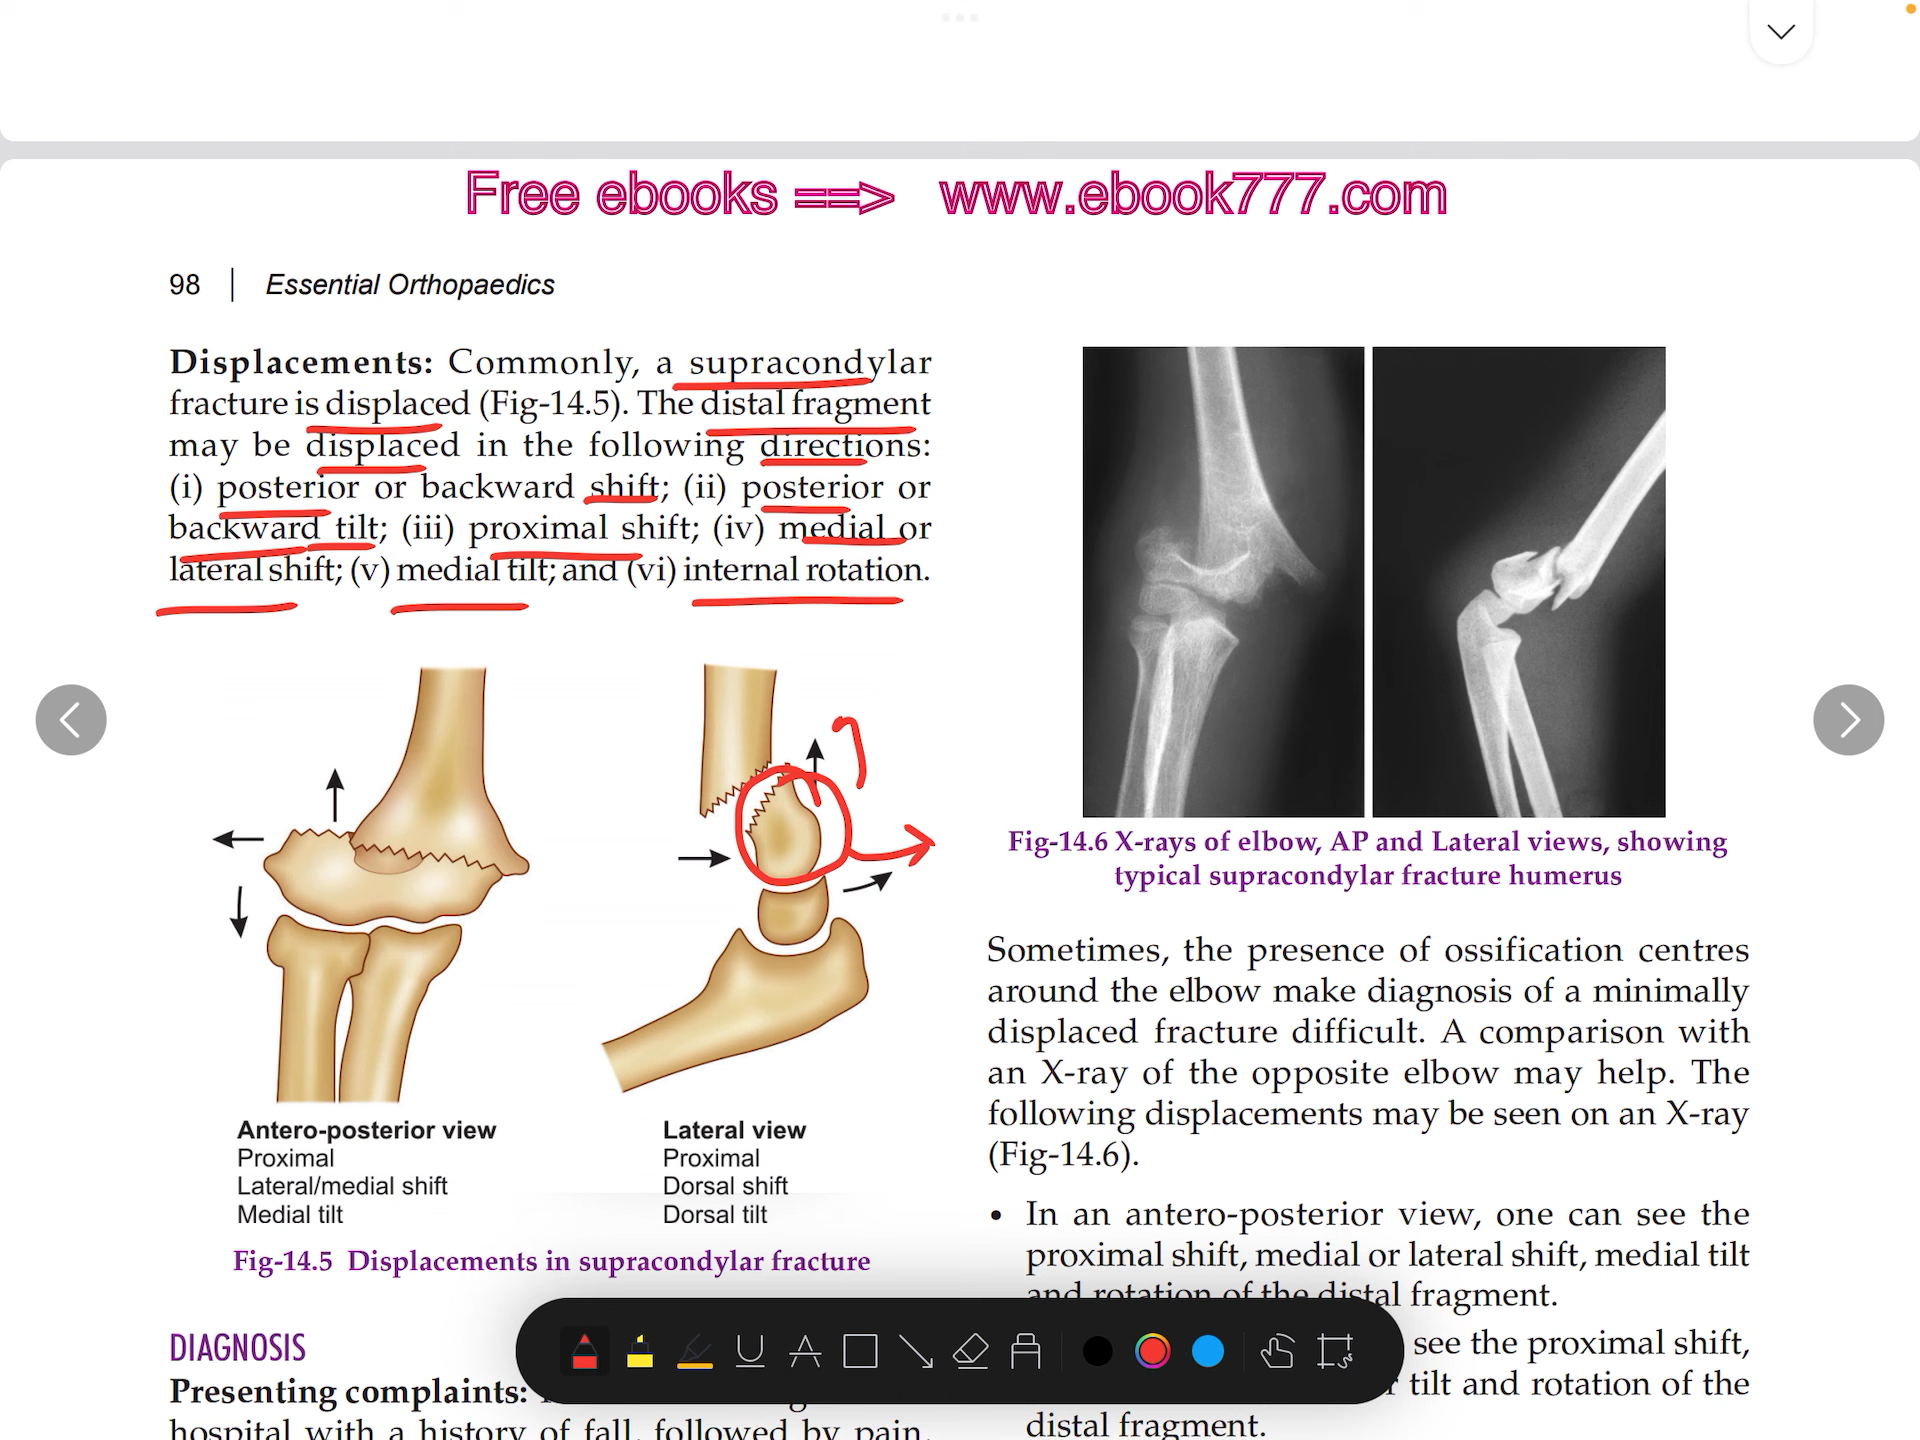 Free ebooks ==> www.ebook777.com
98 | Essential Orthopaedics
Displacements: Commonly, a supracondylar
fracture is displaced (Fig-14.5). The distal fragment
may be displaced in the following directions:
(i) posterior or backward shift; (ii) posterior or
backward tilt; (iii) proximal shift; (iv) medial or
lateral shift; (v) medial tilt; and (vi) internal rotation.
Antero-posterior view
Proximal
Lateral/medial shift
Medial tilt
Lateral view
Proximal
Dorsal shift
Dorsal tilt
Fig-14.5 Displacements in supracondylar fracture
DIAGNOSIS
Presenting complaints:
hospital with a history of fall, followed by pain,
Fig-14.6 X-rays of elbow, AP and Lateral views, showing
typical supracondylar fracture humerus
Sometimes, the presence of ossification centres
around the elbow make diagnosis of a minimally
displaced fracture difficult. A comparison with
an X-ray of the opposite elbow may help. The
following displacements may be seen on an X-ray
(Fig-14.6).
• In an antero-posterior view, one can see the
proximal shift, medial or lateral shift, medial tilt
and rotation of the distal fragment.
see the proximal shift,
tilt and rotation of the
distal fragment.